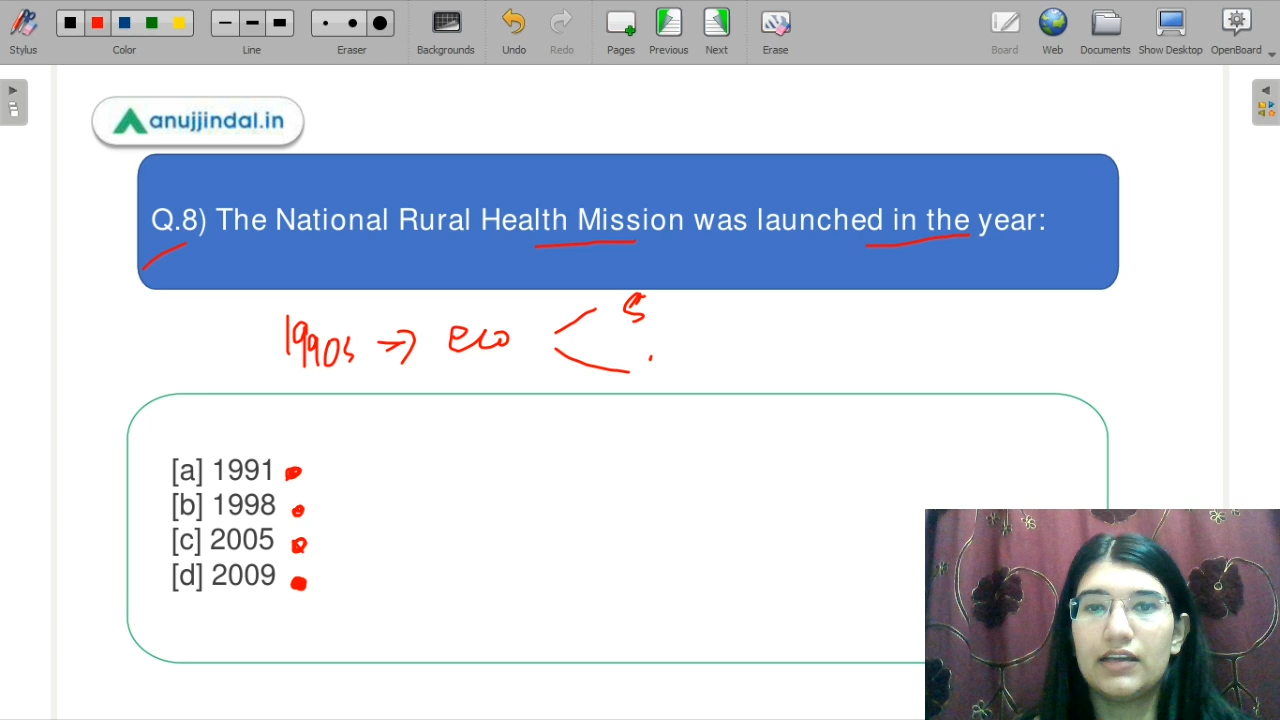 Stylus Color Line Eraser Backgrounds Undo Redo Pages Previous Next Erase Board Web Documents Show Desktop OpenBoard
anujjindal.in
Q.8) The National Rural Health Mission was launched in the year:
1990s → eco
[a] 1991
[b] 1998
[c] 2005
[d] 2009